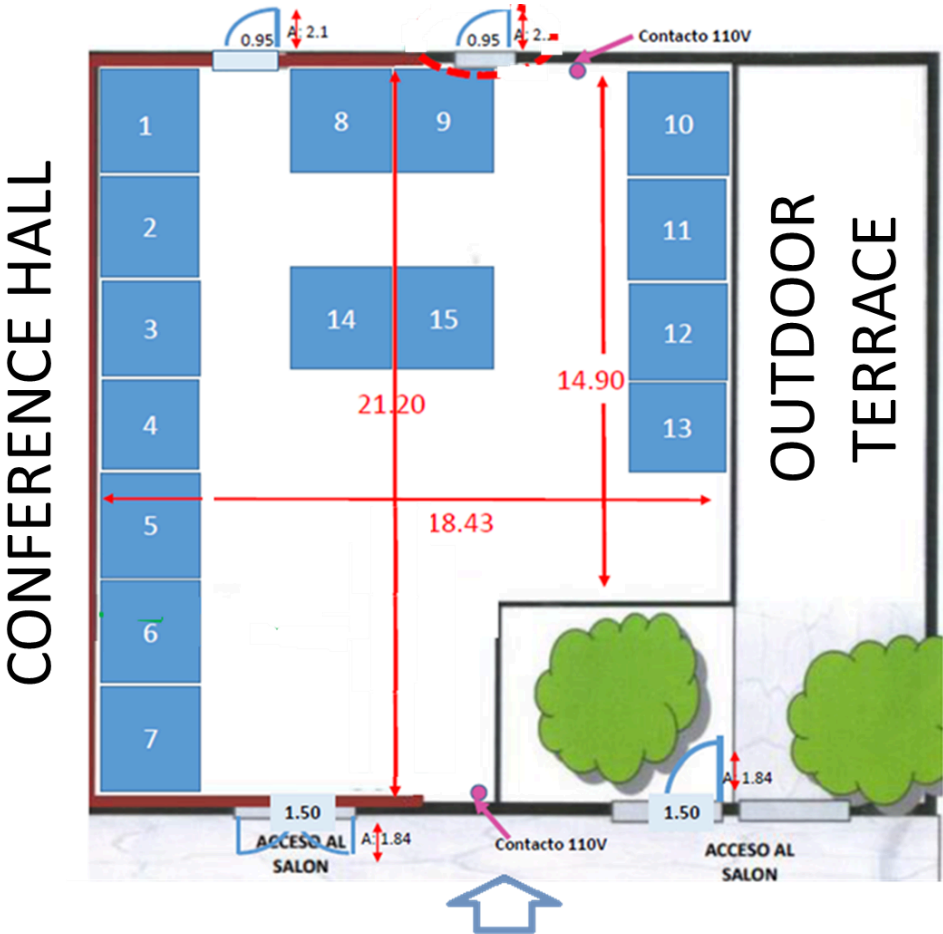 0.95
A: 2.1
0.95
A: 2.
Contacto 110V
1
8
9
10
2
11
3
14
15
12
4
13
5
6
7
21.20
14.90
18.43
CONFERENCE HALL
OUTDOOR
TERRACE
1.50
A: 1.84
ACCESO AL
SALON
Contacto 110V
1.50
A: 1.84
ACCESO AL
SALON